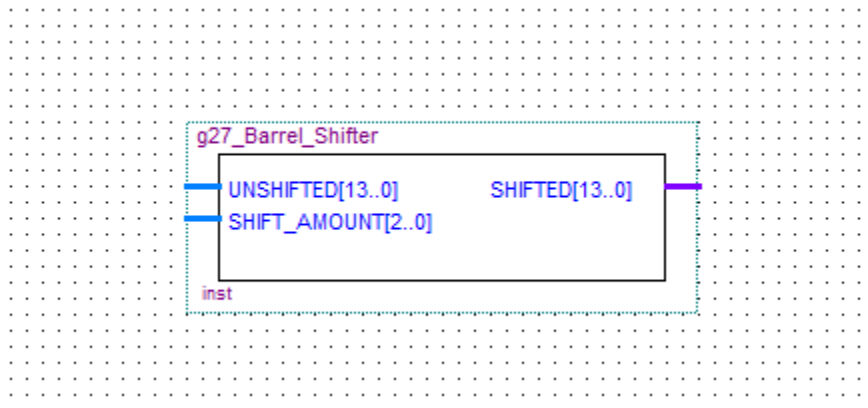 g27_Barrel_Shifter
UNSHIFTED[13..0] SHIFTED[13..0]
SHIFT_AMOUNT[2..0]
inst